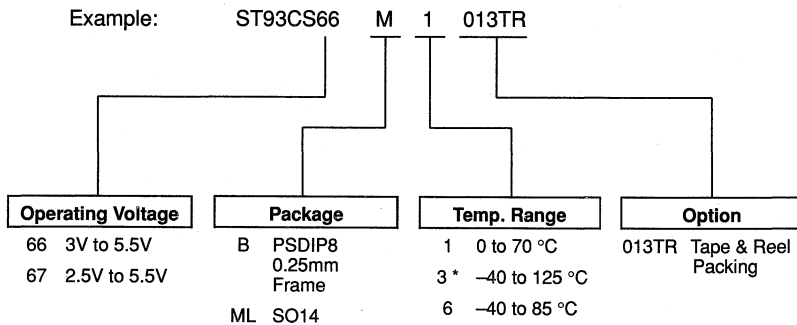 Example: ST93CS66 M 1 013TR
Operating Voltage
66 3V to 5.5V
67 2.5V to 5.5V
Package
B PSDIP8
0.25mm
Frame
ML SO14
Temp. Range
1 0 to 70 °C
3 * –40 to 125 °C
6 –40 to 85 °C
Option
013TR Tape & Reel
Packing